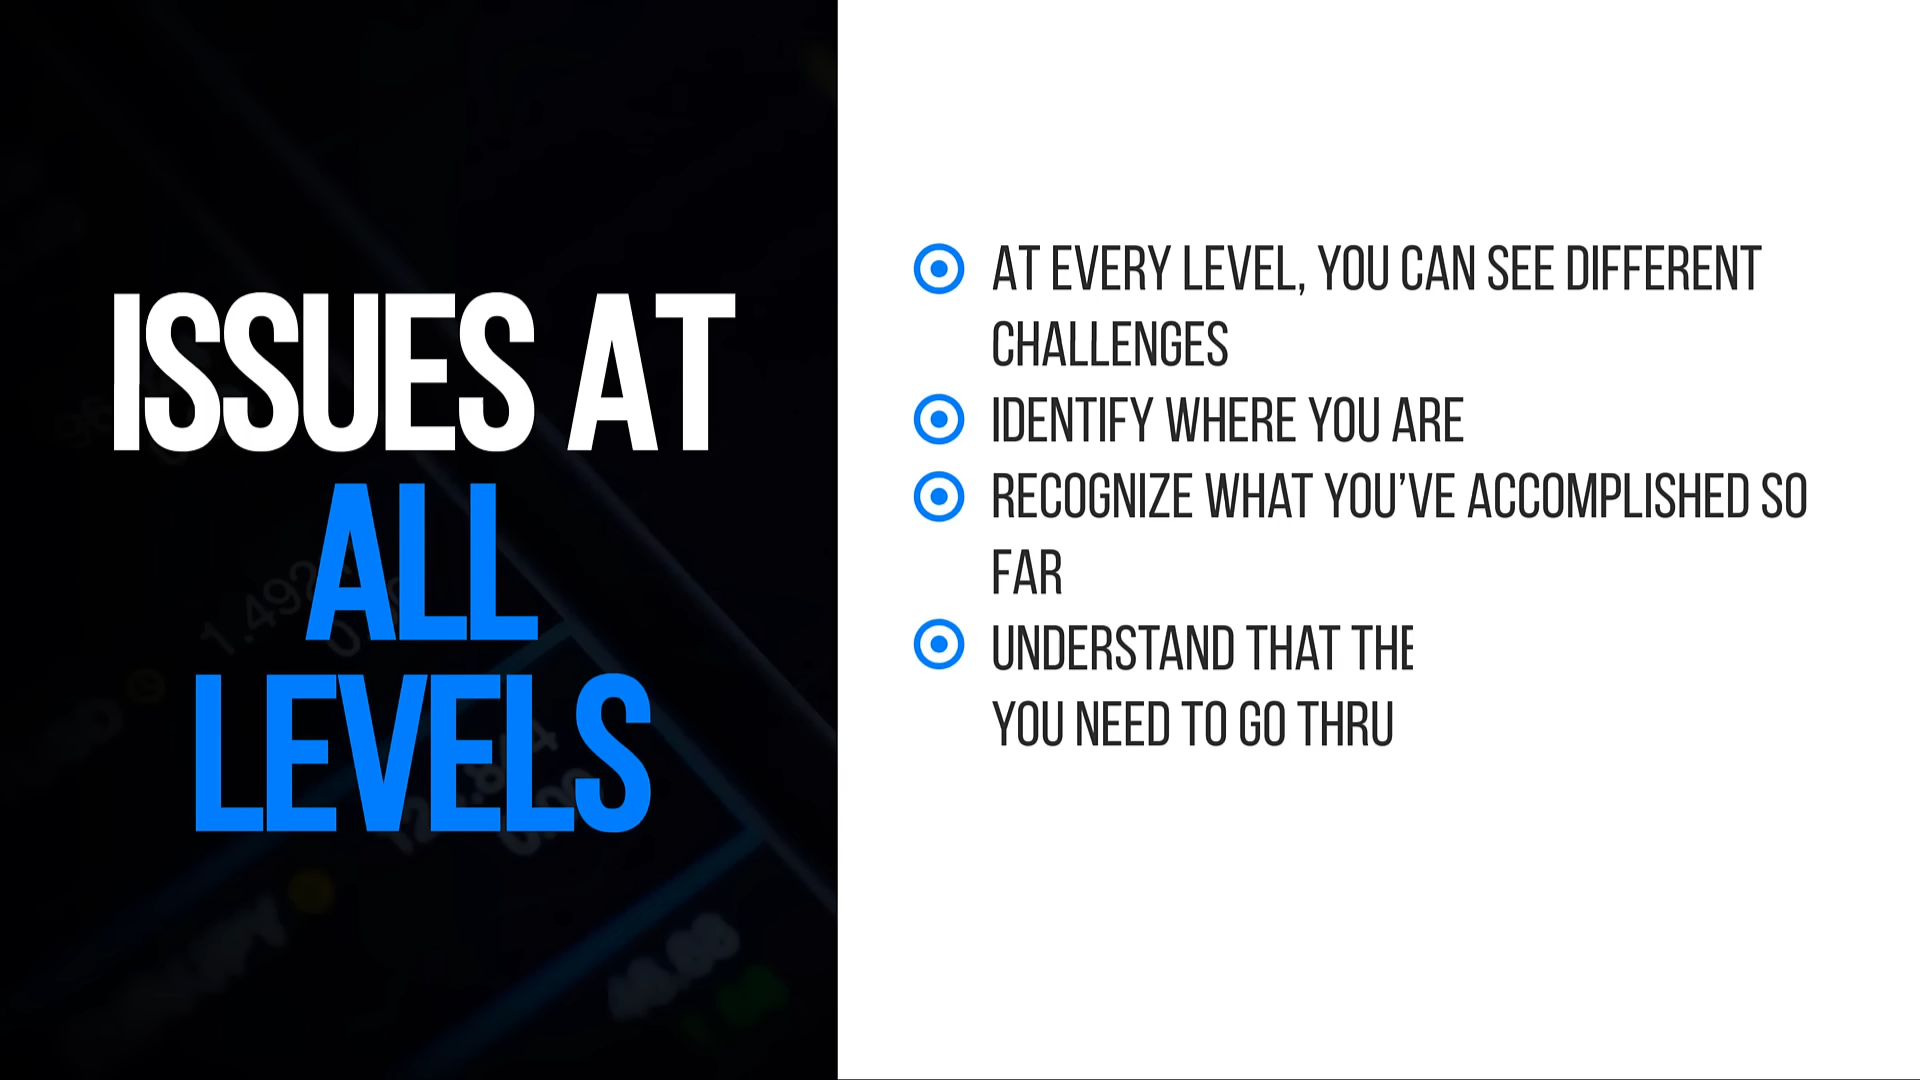 ISSUES AT
ALL
LEVELS
AT EVERY LEVEL, YOU CAN SEE DIFFERENT
CHALLENGES
IDENTIFY WHERE YOU ARE
RECOGNIZE WHAT YOU’VE ACCOMPLISHED SO
FAR
UNDERSTAND THAT THE
YOU NEED TO GO THRU